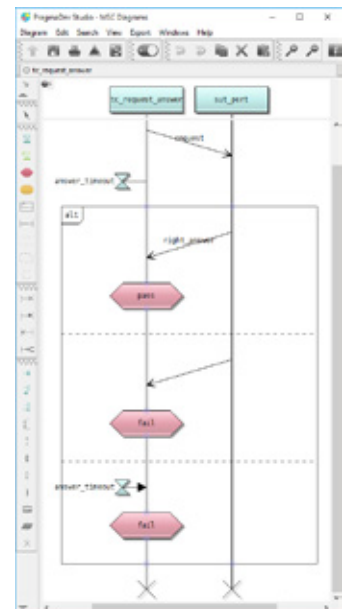 PragmaDev Studio - MSC Diagrams
Diagram Edit Search View Export Windows Help
tc_request_answer
tc_request_answer
sut_port
request
answer_timeout
alt
right_answer
pass
fail
answer_timeout
fail